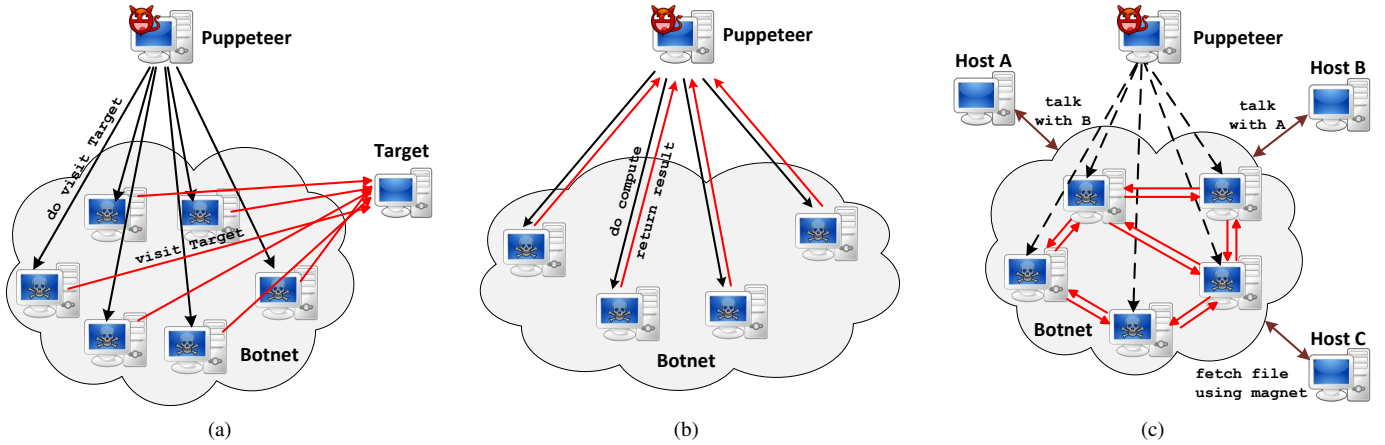 Puppeteer
do visit Target
Target
visit Target
Botnet
(a)
Puppeteer
do compute
return result
Botnet
(b)
Puppeteer
Host A
Host B
talk
with B
talk
with A
Botnet
Host C
fetch file
using magnet
(c)